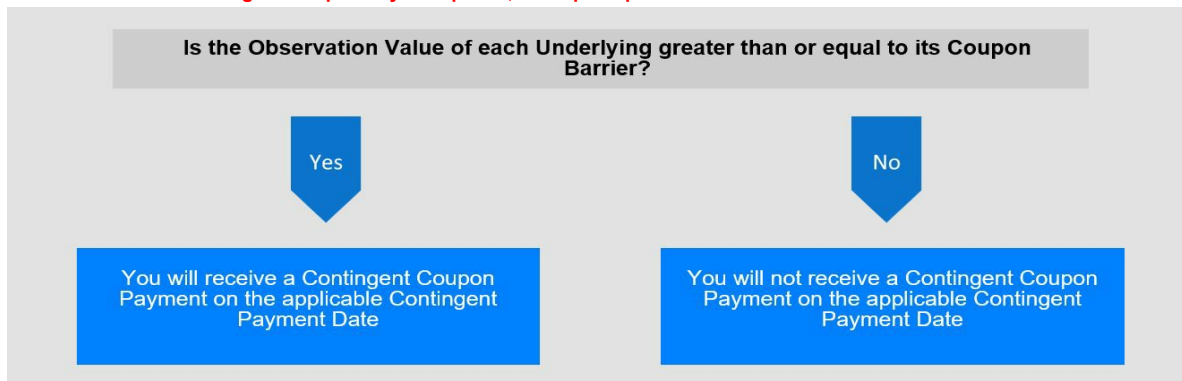 Is the Observation Value of each Underlying greater than or equal to its Coupon
Barrier?
Yes
No
You will receive a Contingent Coupon
Payment on the applicable Contingent
Payment Date
You will not receive a Contingent Coupon
Payment on the applicable Contingent
Payment Date